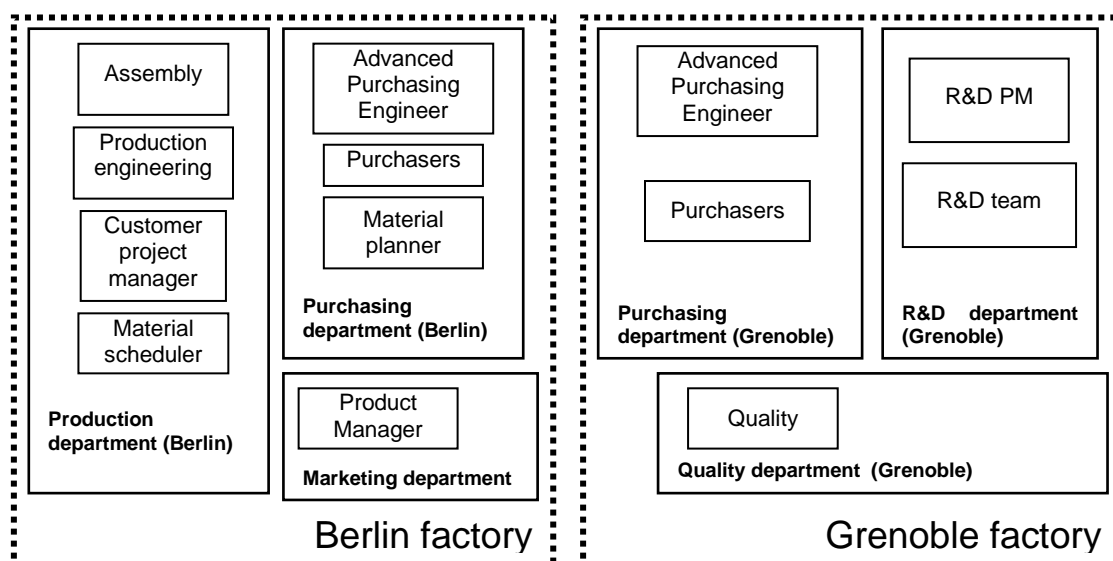 Assembly
Production
engineering
Customer
project
manager
Material
scheduler
Production
department (Berlin)
Advanced
Purchasing
Engineer
Purchasers
Material
planner
Purchasing
department (Berlin)
Product
Manager
Marketing department
Berlin factory
Advanced
Purchasing
Engineer
Purchasers
Purchasing
department (Grenoble)
R&D PM
R&D team
R&D department
(Grenoble)
Quality
Quality department (Grenoble)
Grenoble factory